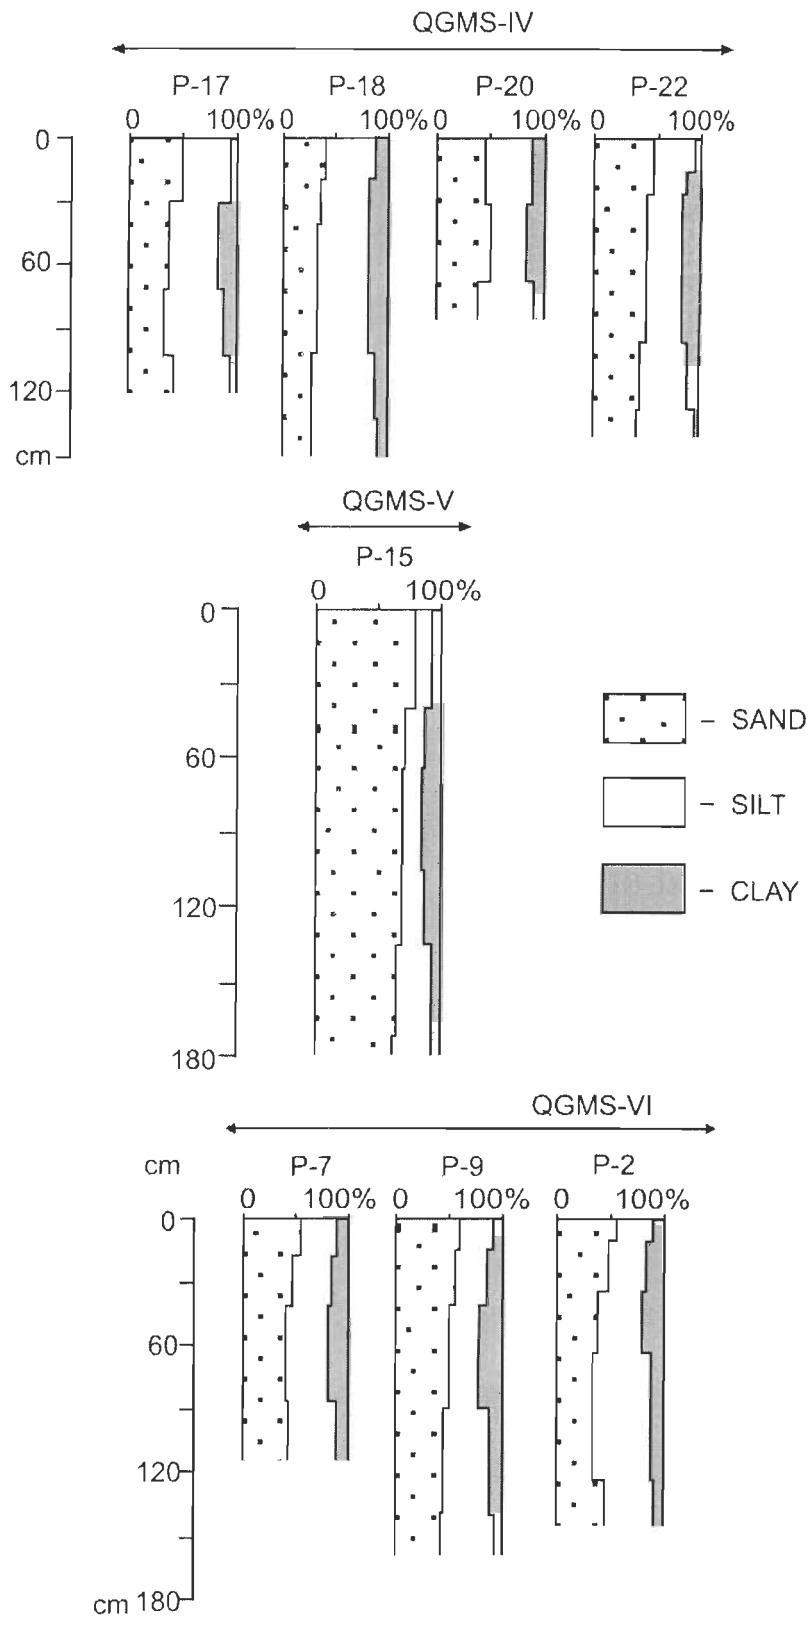 QGMS-IV
P-17 P-18 P-20 P-22
0 100% 0 100% 0 100% 0 100%
0
60
120
cm
QGMS-V
P-15
0 100%
0
60
120
180
– SAND
– SILT
– CLAY
QGMS-VI
cm P-7 P-9 P-2
0 100% 0 100% 0 100%
0
60
120
cm 180